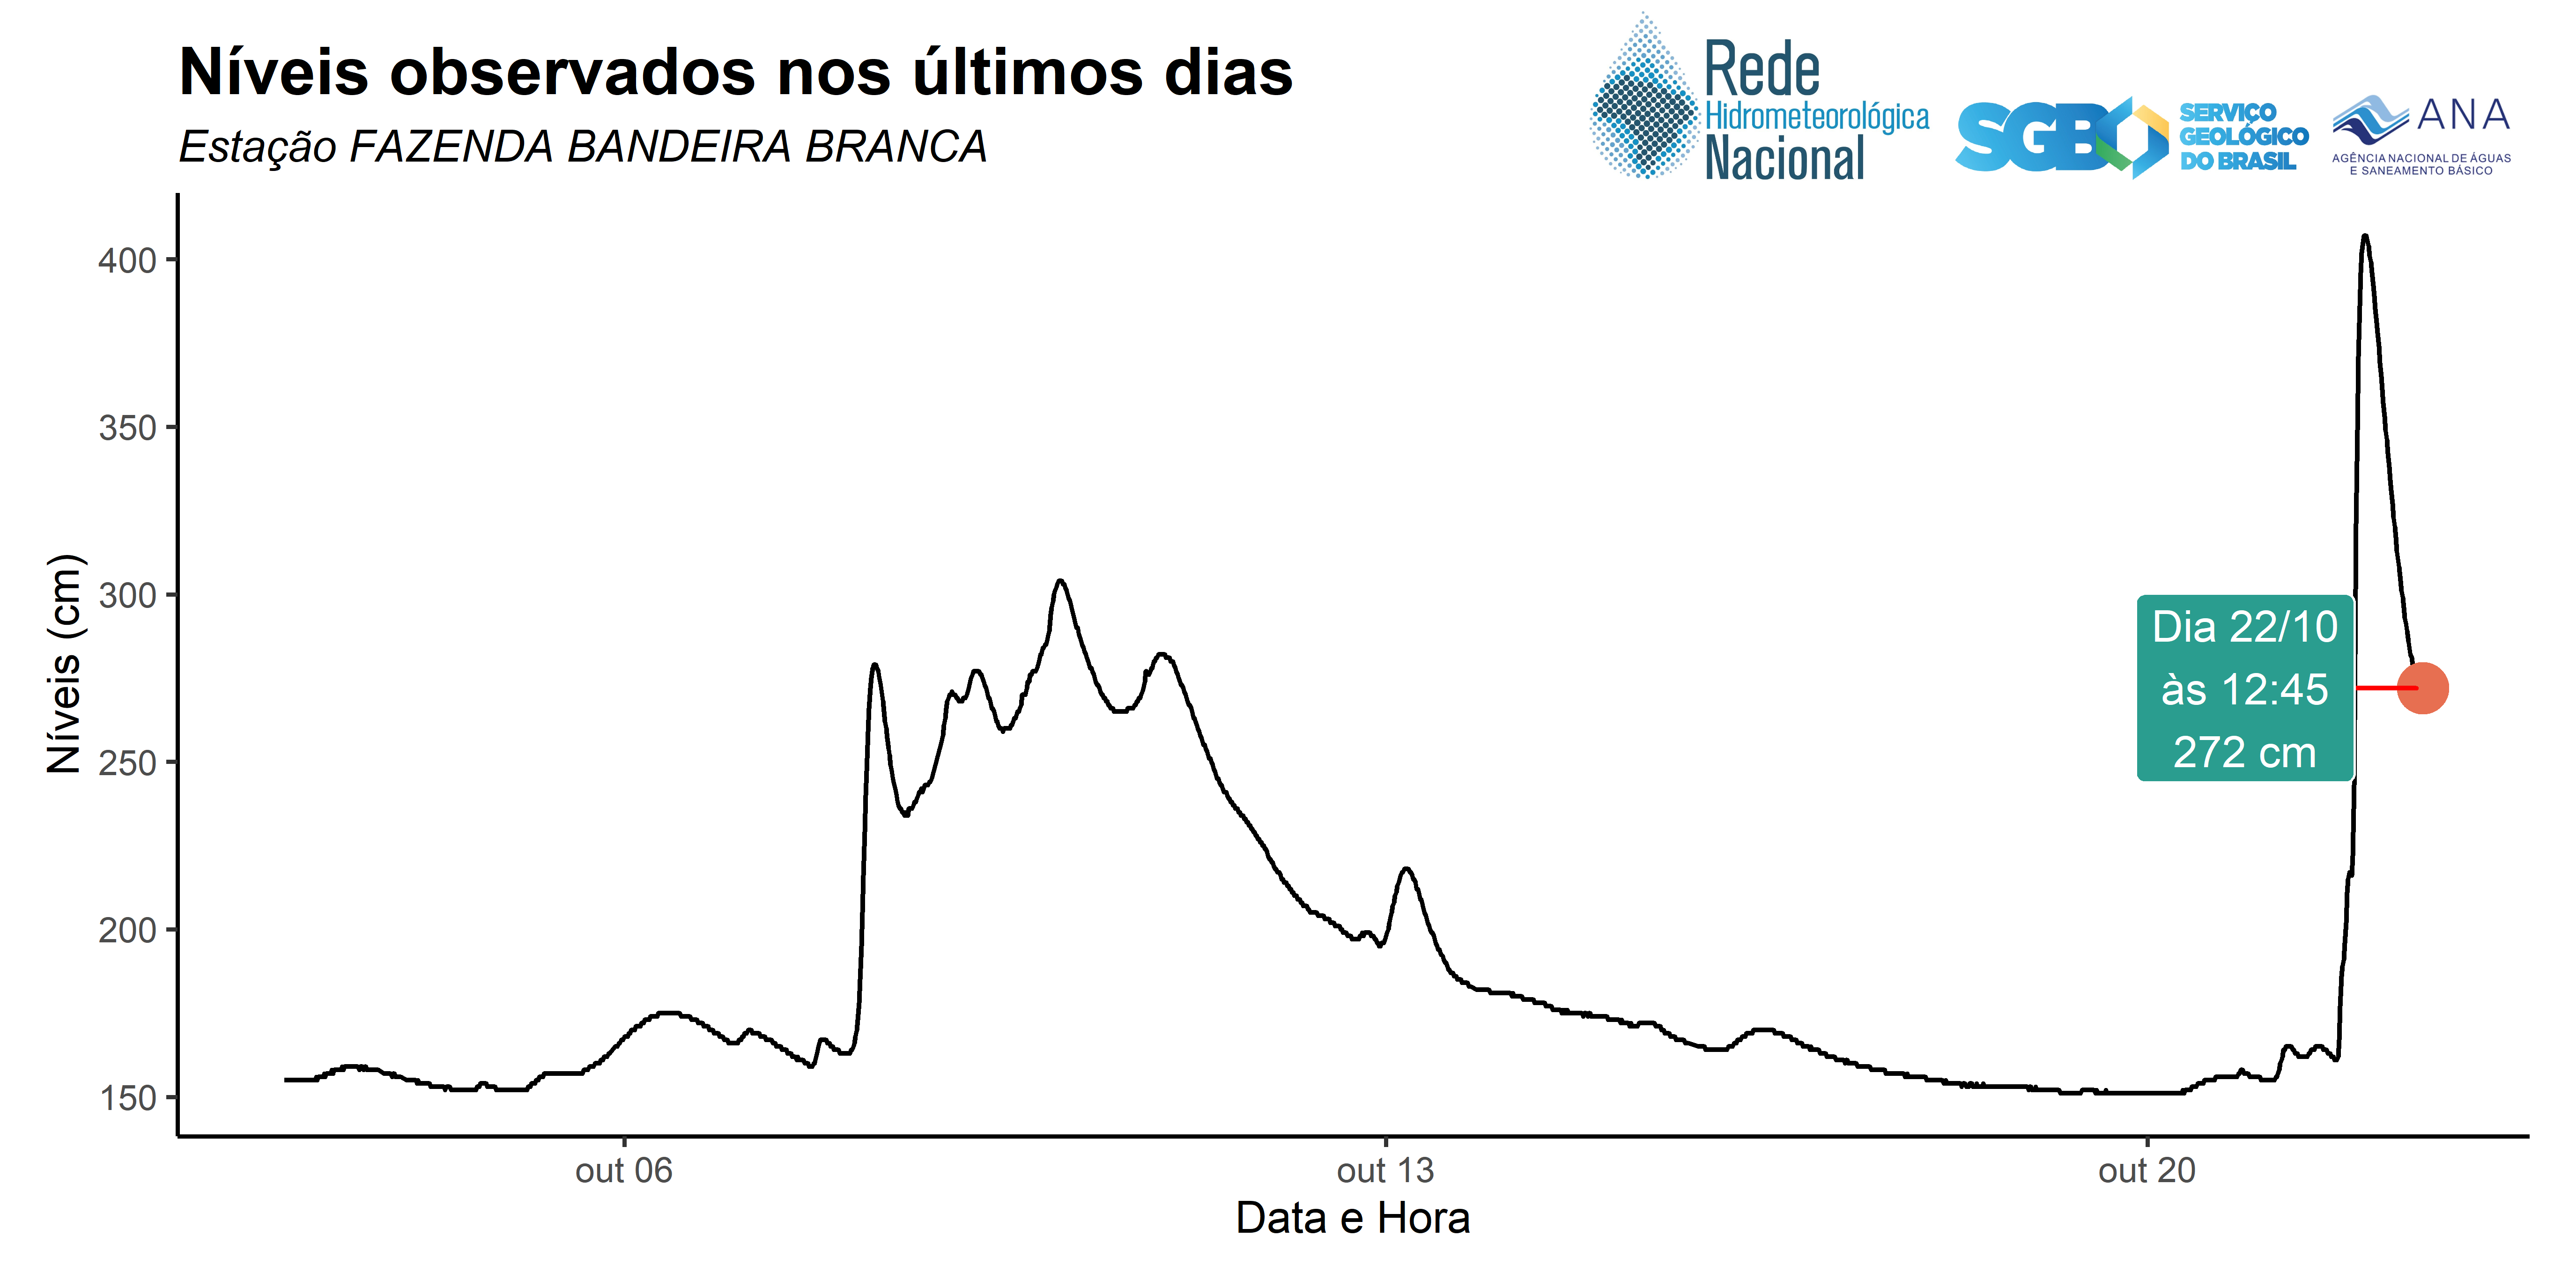 Níveis observados nos últimos dias
Estação FAZENDA BANDEIRA BRANCA
Rede
Hidrometeorológica
Nacional
SGB
SERVIÇO
GEOLÓGICO
DO BRASIL
ANA
AGÊNCIA NACIONAL DE ÁGUAS
E SANEAMENTO BÁSICO
Níveis (cm)
400
350
300
250
200
150
Dia 22/10
às 12:45
272 cm
out 06
out 13
out 20
Data e Hora